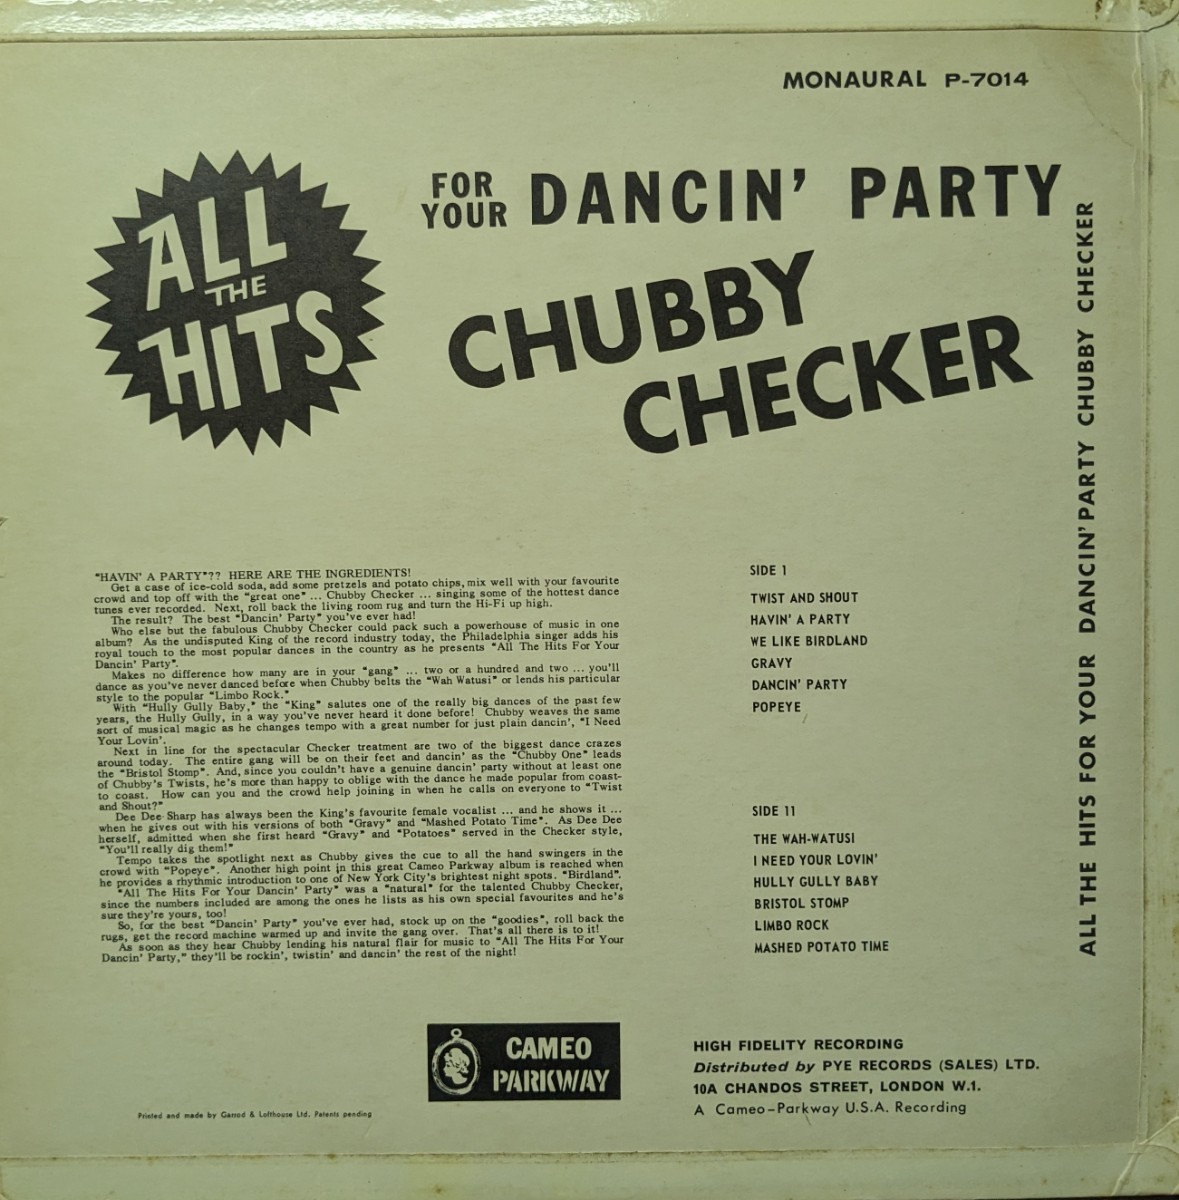 MONAURAL P-7014
ALL
THE
HITS
FOR
YOUR DANCIN' PARTY
CHUBBY
CHECKER
ALL THE HITS FOR YOUR DANCIN' PARTY CHUBBY CHECKER
"HAVIN' A PARTY"?? HERE ARE THE INGREDIENTS!
Get a case of ice-cold soda, add some pretzels and potato chips, mix well with your favourite
crowd and top off with the "great one" ... Chubby Checker ... singing some of the hottest dance
tunes ever recorded. Next, roll back the living room rug and turn the Hi-Fi up high.
The result? The best "Dancin' Party" you've ever had!
Who else but the fabulous Chubby Checker could pack such a powerhouse of music in one
album? As the undisputed King of the record industry today, the Philadelphia singer adds his
royal touch to the most popular dances in the country as he presents "All The Hits For Your
Dancin' Party".
Makes no difference how many are in your "gang" ... two or a hundred and two ... you'll
dance as you've never danced before when Chubby belts the "Wah Watusi" or lends his particular
style to the popular "Limbo Rock."
With "Hully Gully Baby," the "King" salutes one of the really big dances of the past few
years, the Hully Gully, in a way you've never heard it done before! Chubby weaves the same
sort of musical magic as he changes tempo with a great number for just plain dancin', "I Need
Your Lovin'.
Next in line for the spectacular Checker treatment are two of the biggest dance crazes
around today. The entire gang will be on their feet and dancin' as the "Chubby One" leads
the "Bristol Stomp". And, since you couldn't have a genuine dancin' party without at least one
of Chubby's Twists, he's more than happy to oblige with the dance he made popular from coast-
to coast. How can you and the crowd help joining in when he calls on everyone to "Twist
and Shout?"
Dee Dee Sharp has always been the King's favourite female vocalist ... and he shows it ...
when he gives out with his versions of both "Gravy" and "Mashed Potato Time". As Dee Dee
herself, admitted when she first heard "Gravy" and "Potatoes" served in the Checker style,
"You'll really dig them!"
Tempo takes the spotlight next as Chubby gives the cue to all the hand swingers in the
crowd with "Popeye". Another high point in this great Cameo Parkway album is reached when
he provides a rhythmic introduction to one of New York City's brightest night spots. "Birdland".
"All The Hits For Your Dancin' Party" was a "natural" for the talented Chubby Checker,
since the numbers included are among the ones he lists as his own special favourites and he's
sure they're yours, too!
So, for the best "Dancin' Party" you've ever had, stock up on the "goodies", roll back the
rugs, get the record machine warmed up and invite the gang over. That's all there is to it!
As soon as they hear Chubby lending his natural flair for music to "All The Hits For Your
Dancin' Party," they'll be rockin', twistin' and dancin' the rest of the night!
SIDE 1
TWIST AND SHOUT
HAVIN' A PARTY
WE LIKE BIRDLAND
GRAVY
DANCIN' PARTY
POPEYE
SIDE 11
THE WAH-WATUSI
I NEED YOUR LOVIN'
HULLY GULLY BABY
BRISTOL STOMP
LIMBO ROCK
MASHED POTATO TIME
CAMEO
PARKWAY
HIGH FIDELITY RECORDING
Distributed by PYE RECORDS (SALES) LTD.
10A CHANDOS STREET, LONDON W.1.
A Cameo-Parkway U.S.A. Recording
Printed and made by Garrod & Lofthouse Ltd. Patents pending